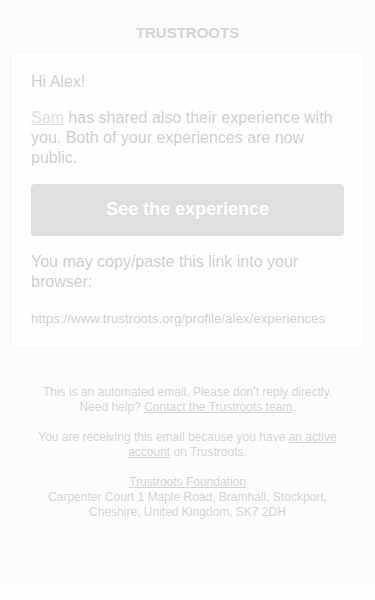 TRUSTROOTS
Hi Alex!
Sam has shared also their experience with
you. Both of your experiences are now
public.
See the experience
You may copy/paste this link into your
browser:
https://www.trustroots.org/profile/alex/experiences
This is an automated email. Please don't reply directly.
Need help? Contact the Trustroots team.
You are receiving this email because you have an active
account on Trustroots.
Trustroots Foundation
Carpenter Court 1 Maple Road, Bramhall, Stockport,
Cheshire, United Kingdom, SK7 2DH